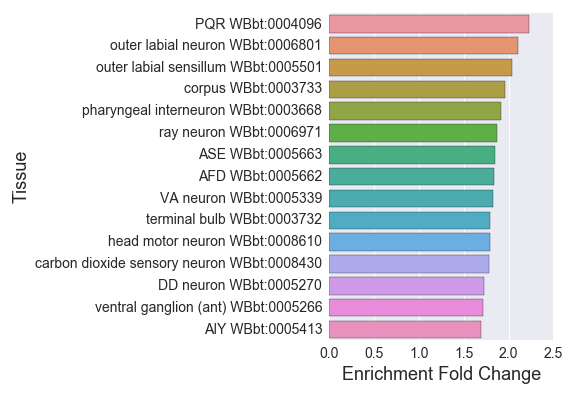 PQR WBbt:0004096
outer labial neuron WBbt:0006801
outer labial sensillum WBbt:0005501
corpus WBbt:0003733
pharyngeal interneuron WBbt:0003668
ray neuron WBbt:0006971
ASE WBbt:0005663
AFD WBbt:0005662
VA neuron WBbt:0005339
terminal bulb WBbt:0003732
head motor neuron WBbt:0008610
carbon dioxide sensory neuron WBbt:0008430
DD neuron WBbt:0005270
ventral ganglion (ant) WBbt:0005266
AIY WBbt:0005413
Tissue
0.0 0.5 1.0 1.5 2.0 2.5
Enrichment Fold Change